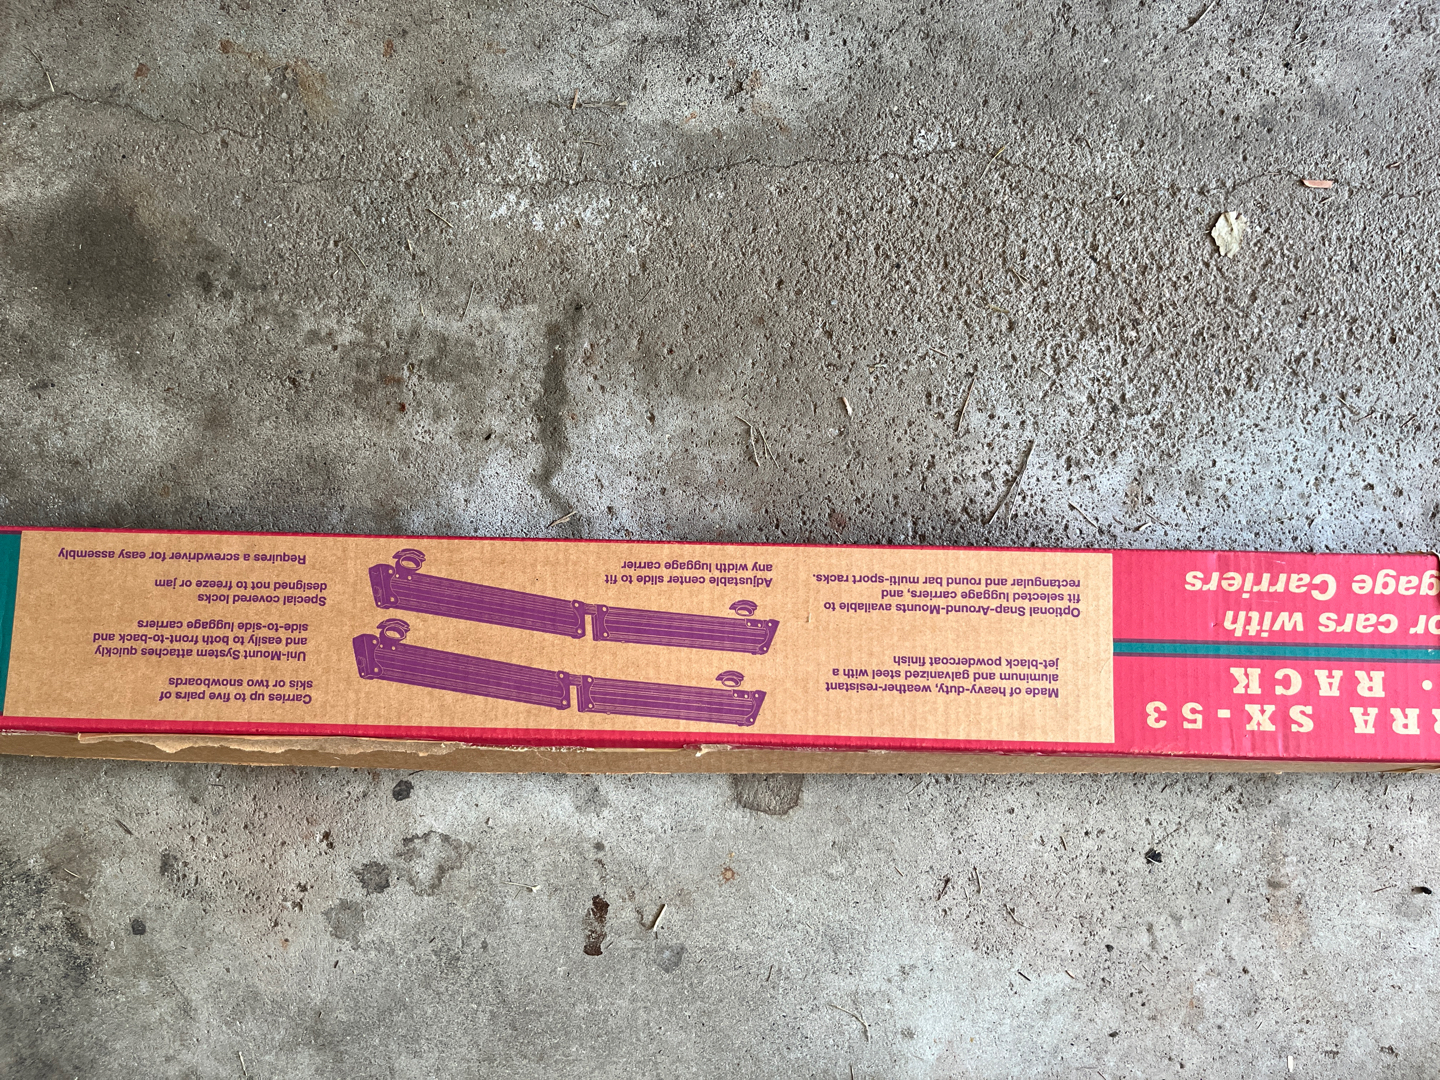 RRA SX-53
· RACK
or cars with
gage Carriers
Made of heavy-duty, weather-resistant
aluminum and galvanized steel with a
jet-black powdercoat finish
Optional Snap-Around-Mounts available to
fit selected luggage carriers, and
rectangular and round bar multi-sport racks.
Adjustable center slide to fit
any width luggage carrier
Carries up to five pairs of
skis or two snowboards
Uni-Mount System attaches quickly
and easily to both front-to-back and
side-to-side luggage carriers
Special covered locks
designed to not freeze or jam
Requires a screwdriver for easy assembly